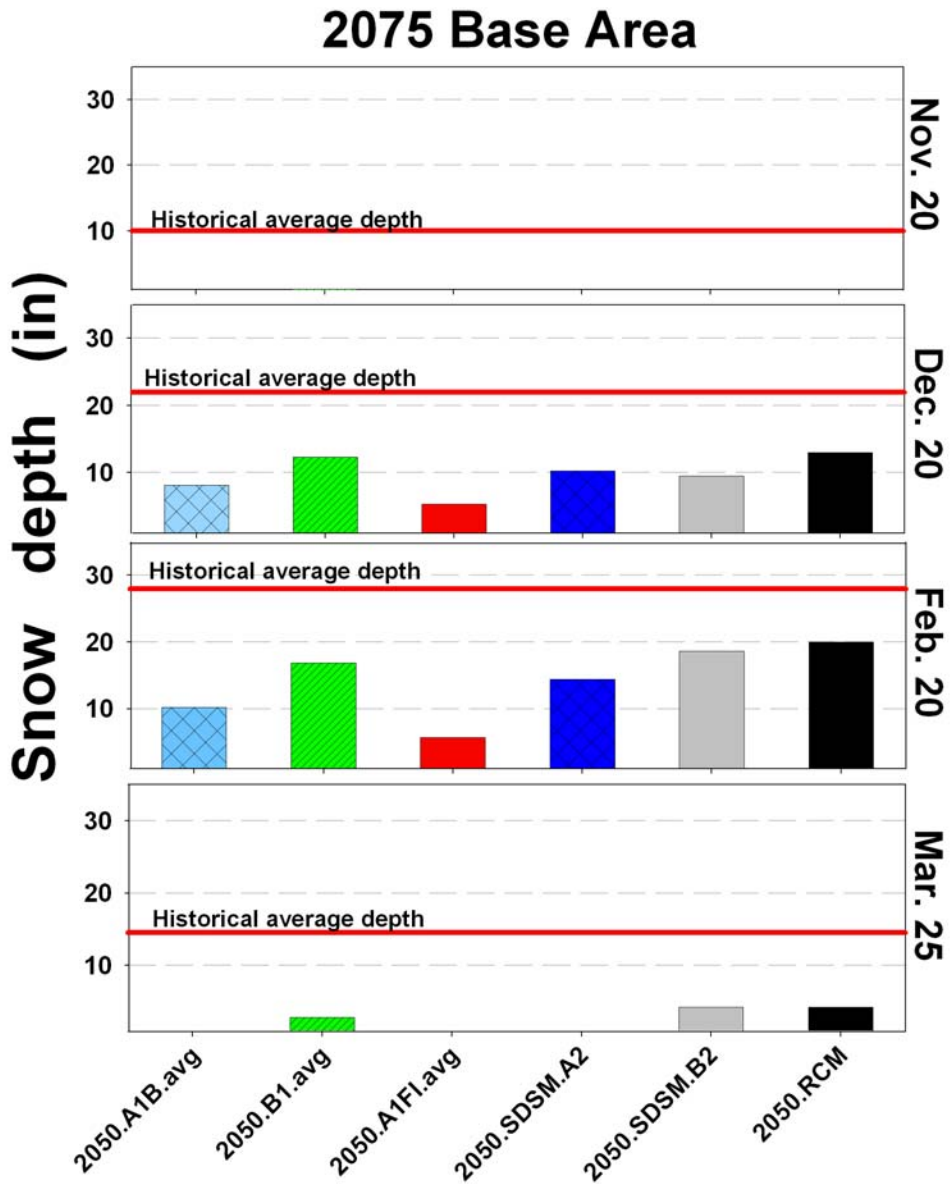 2075 Base Area
Snow depth (in)
30
20
Historical average depth
10
Nov. 20
30
Historical average depth
20
10
Dec. 20
Historical average depth
30
20
10
Feb. 20
30
20
Historical average depth
10
Mar. 25
2050.A1B.avg
2050.B1.avg
2050.A1FI.avg
2050.SDSM.A2
2050.SDSM.B2
2050.RCM